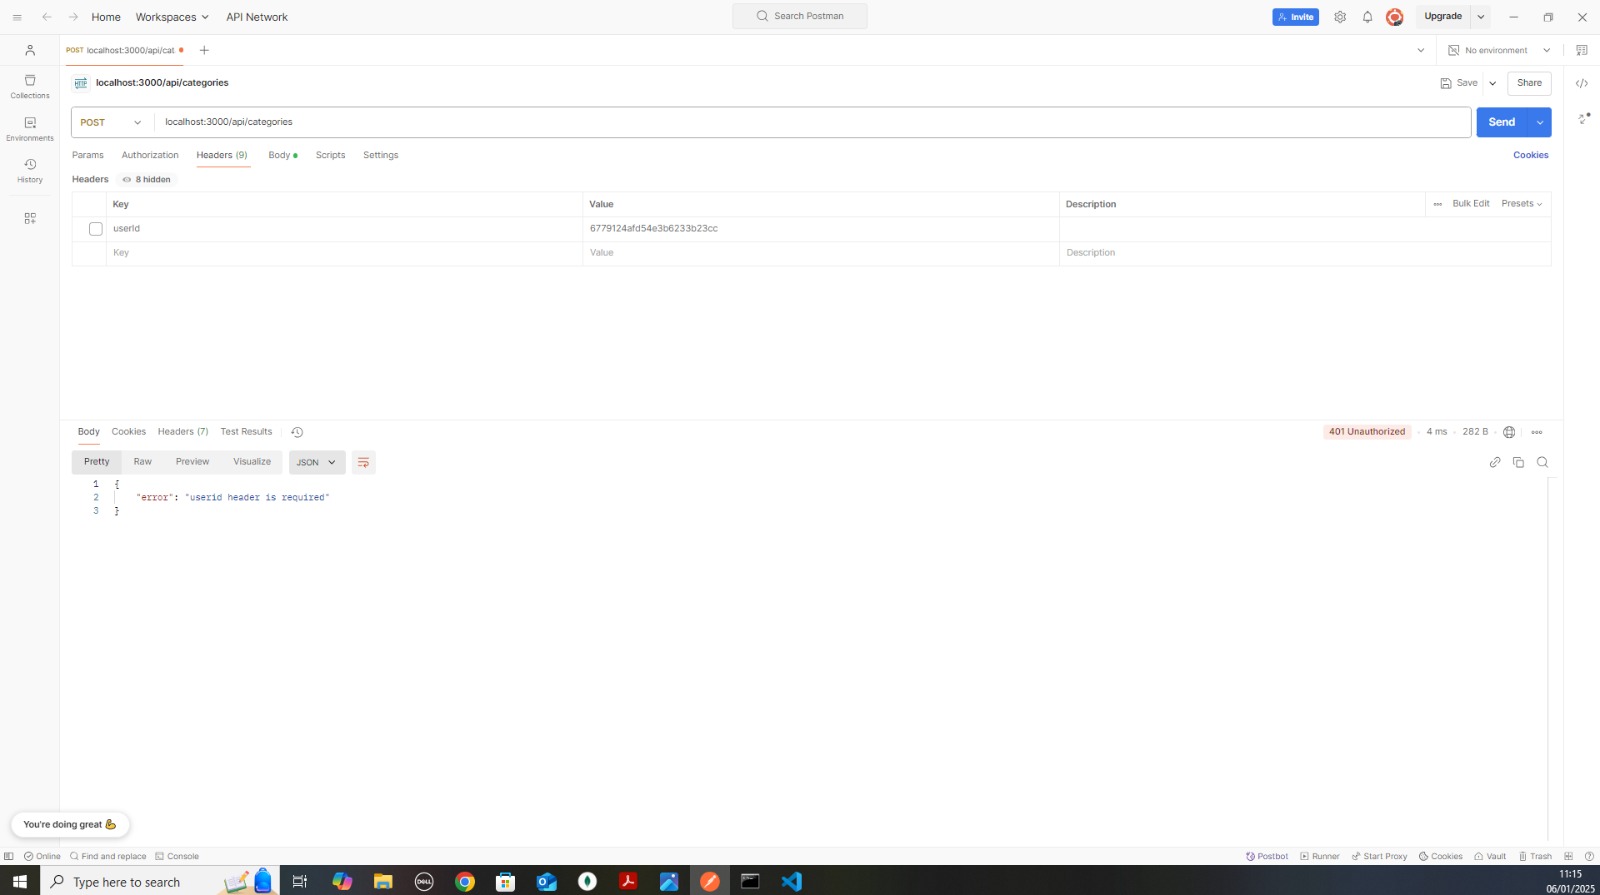 Home Workspaces API Network Search Postman Invite Upgrade
POST localhost:3000/api/cat No environment
HTTP localhost:3000/api/categories Save Share
Collections
POST localhost:3000/api/categories Send
Environments
Params Authorization Headers (9) Body Scripts Settings Cookies
History
Headers 8 hidden
Key Value Description Bulk Edit Presets
userId 6779124afd54e3b6233b23cc
Key Value Description
Body Cookies Headers (7) Test Results 401 Unauthorized 4 ms 282 B
Pretty Raw Preview Visualize JSON
1 {
2 "error": "userid header is required"
3 }
You're doing great
Online Find and replace Console Postbot Runner Start Proxy Cookies Vault Trash
Type here to search DELL
11:15
06/01/2025